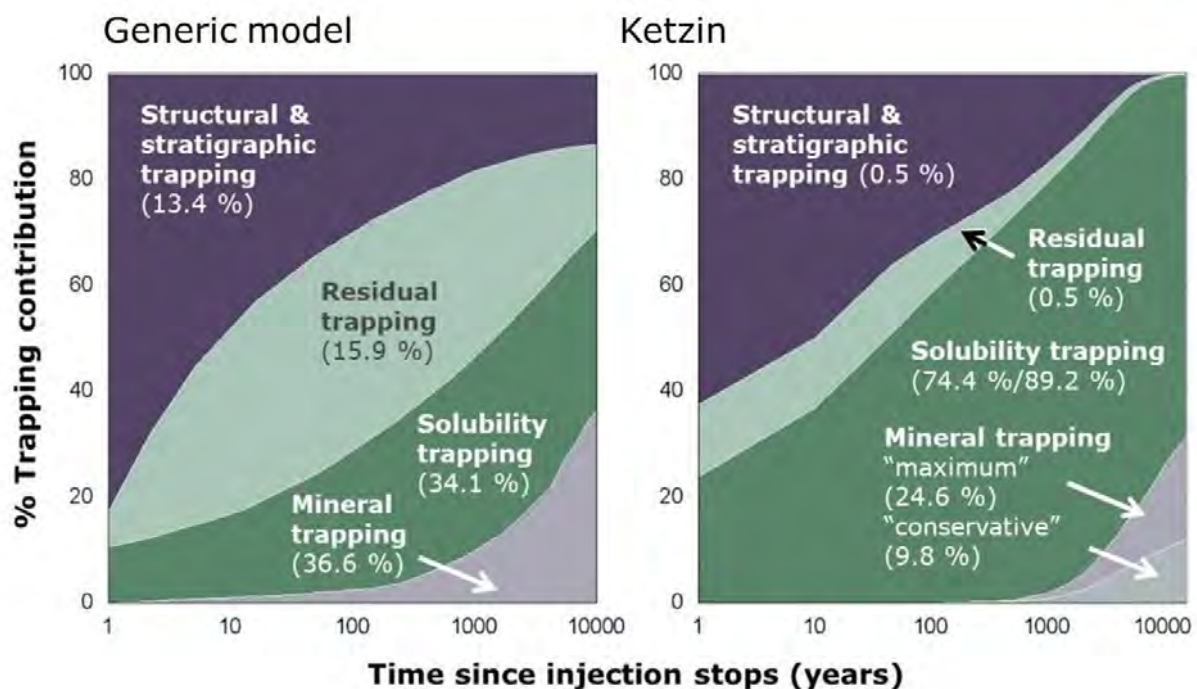 Generic model
% Trapping contribution
100
80
60
40
20
0
Structural &
stratigraphic
trapping
(13.4 %)
Residual
trapping
(15.9 %)
Solubility
trapping
(34.1 %)
Mineral
trapping
(36.6 %)
1
10
100
1000
10000
Ketzin
100
80
60
40
20
0
Structural &
stratigraphic
trapping (0.5 %)
Residual
trapping
(0.5 %)
Solubility trapping
(74.4 %/89.2 %)
Mineral trapping
"maximum"
(24.6 %)
"conservative"
(9.8 %)
1
10
100
1000
10000
Time since injection stops (years)